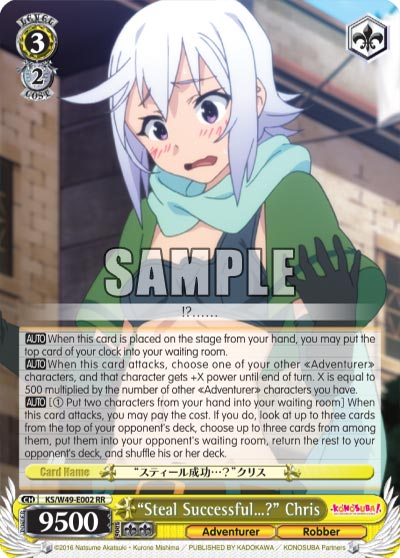 LEVEL
3
2
COST
SAMPLE
!?......
AUTO When this card is placed on the stage from your hand, you may put the
top card of your clock into your waiting room.
AUTO When this card attacks, choose one of your other «Adventurer»
characters, and that character gets +X power until end of turn. X is equal to
500 multiplied by the number of other «Adventurer» characters you have.
AUTO [① Put two characters from your hand into your waiting room] When
this card attacks, you may pay the cost. If you do, look at up to three cards
from the top of your opponent's deck, choose up to three cards from among
them, put them into your opponent's waiting room, return the rest to your
opponent's deck, and shuffle his or her deck.
Card Name
“スティール成功…?”クリス
KS/W49-E002 RR
9500
“Steal Successful...?” Chris
KONOSUBA!
Adventurer
Robber
©2016 Natsume Akatsuki・Kurone Mishima / PUBLISHED BY KADOKAWA / KONOSUBA Partners